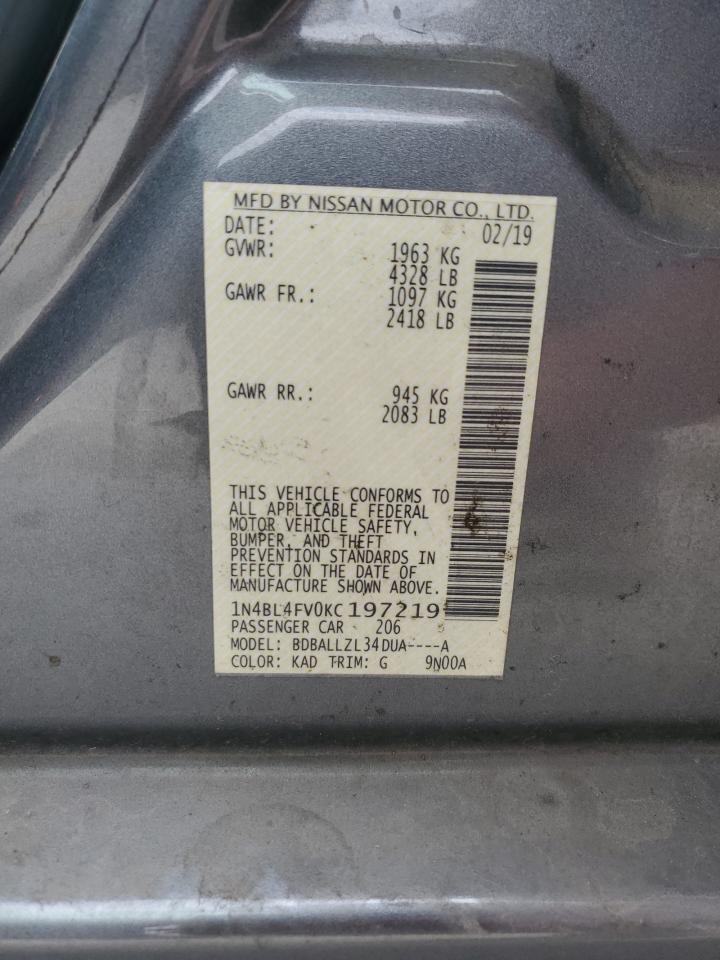 MFD BY NISSAN MOTOR CO., LTD.
DATE: 02/19
GVWR: 1963 KG
4328 LB
GAWR FR.: 1097 KG
2418 LB
GAWR RR.: 945 KG
2083 LB
THIS VEHICLE CONFORMS TO
ALL APPLICABLE FEDERAL
MOTOR VEHICLE SAFETY,
BUMPER, AND THEFT
PREVENTION STANDARDS IN
EFFECT ON THE DATE OF
MANUFACTURE SHOWN ABOVE.
1N4BL4FV0KC197219
PASSENGER CAR 206
MODEL: BDBALLZL34DUA----A
COLOR: KAD TRIM: G 9N00A